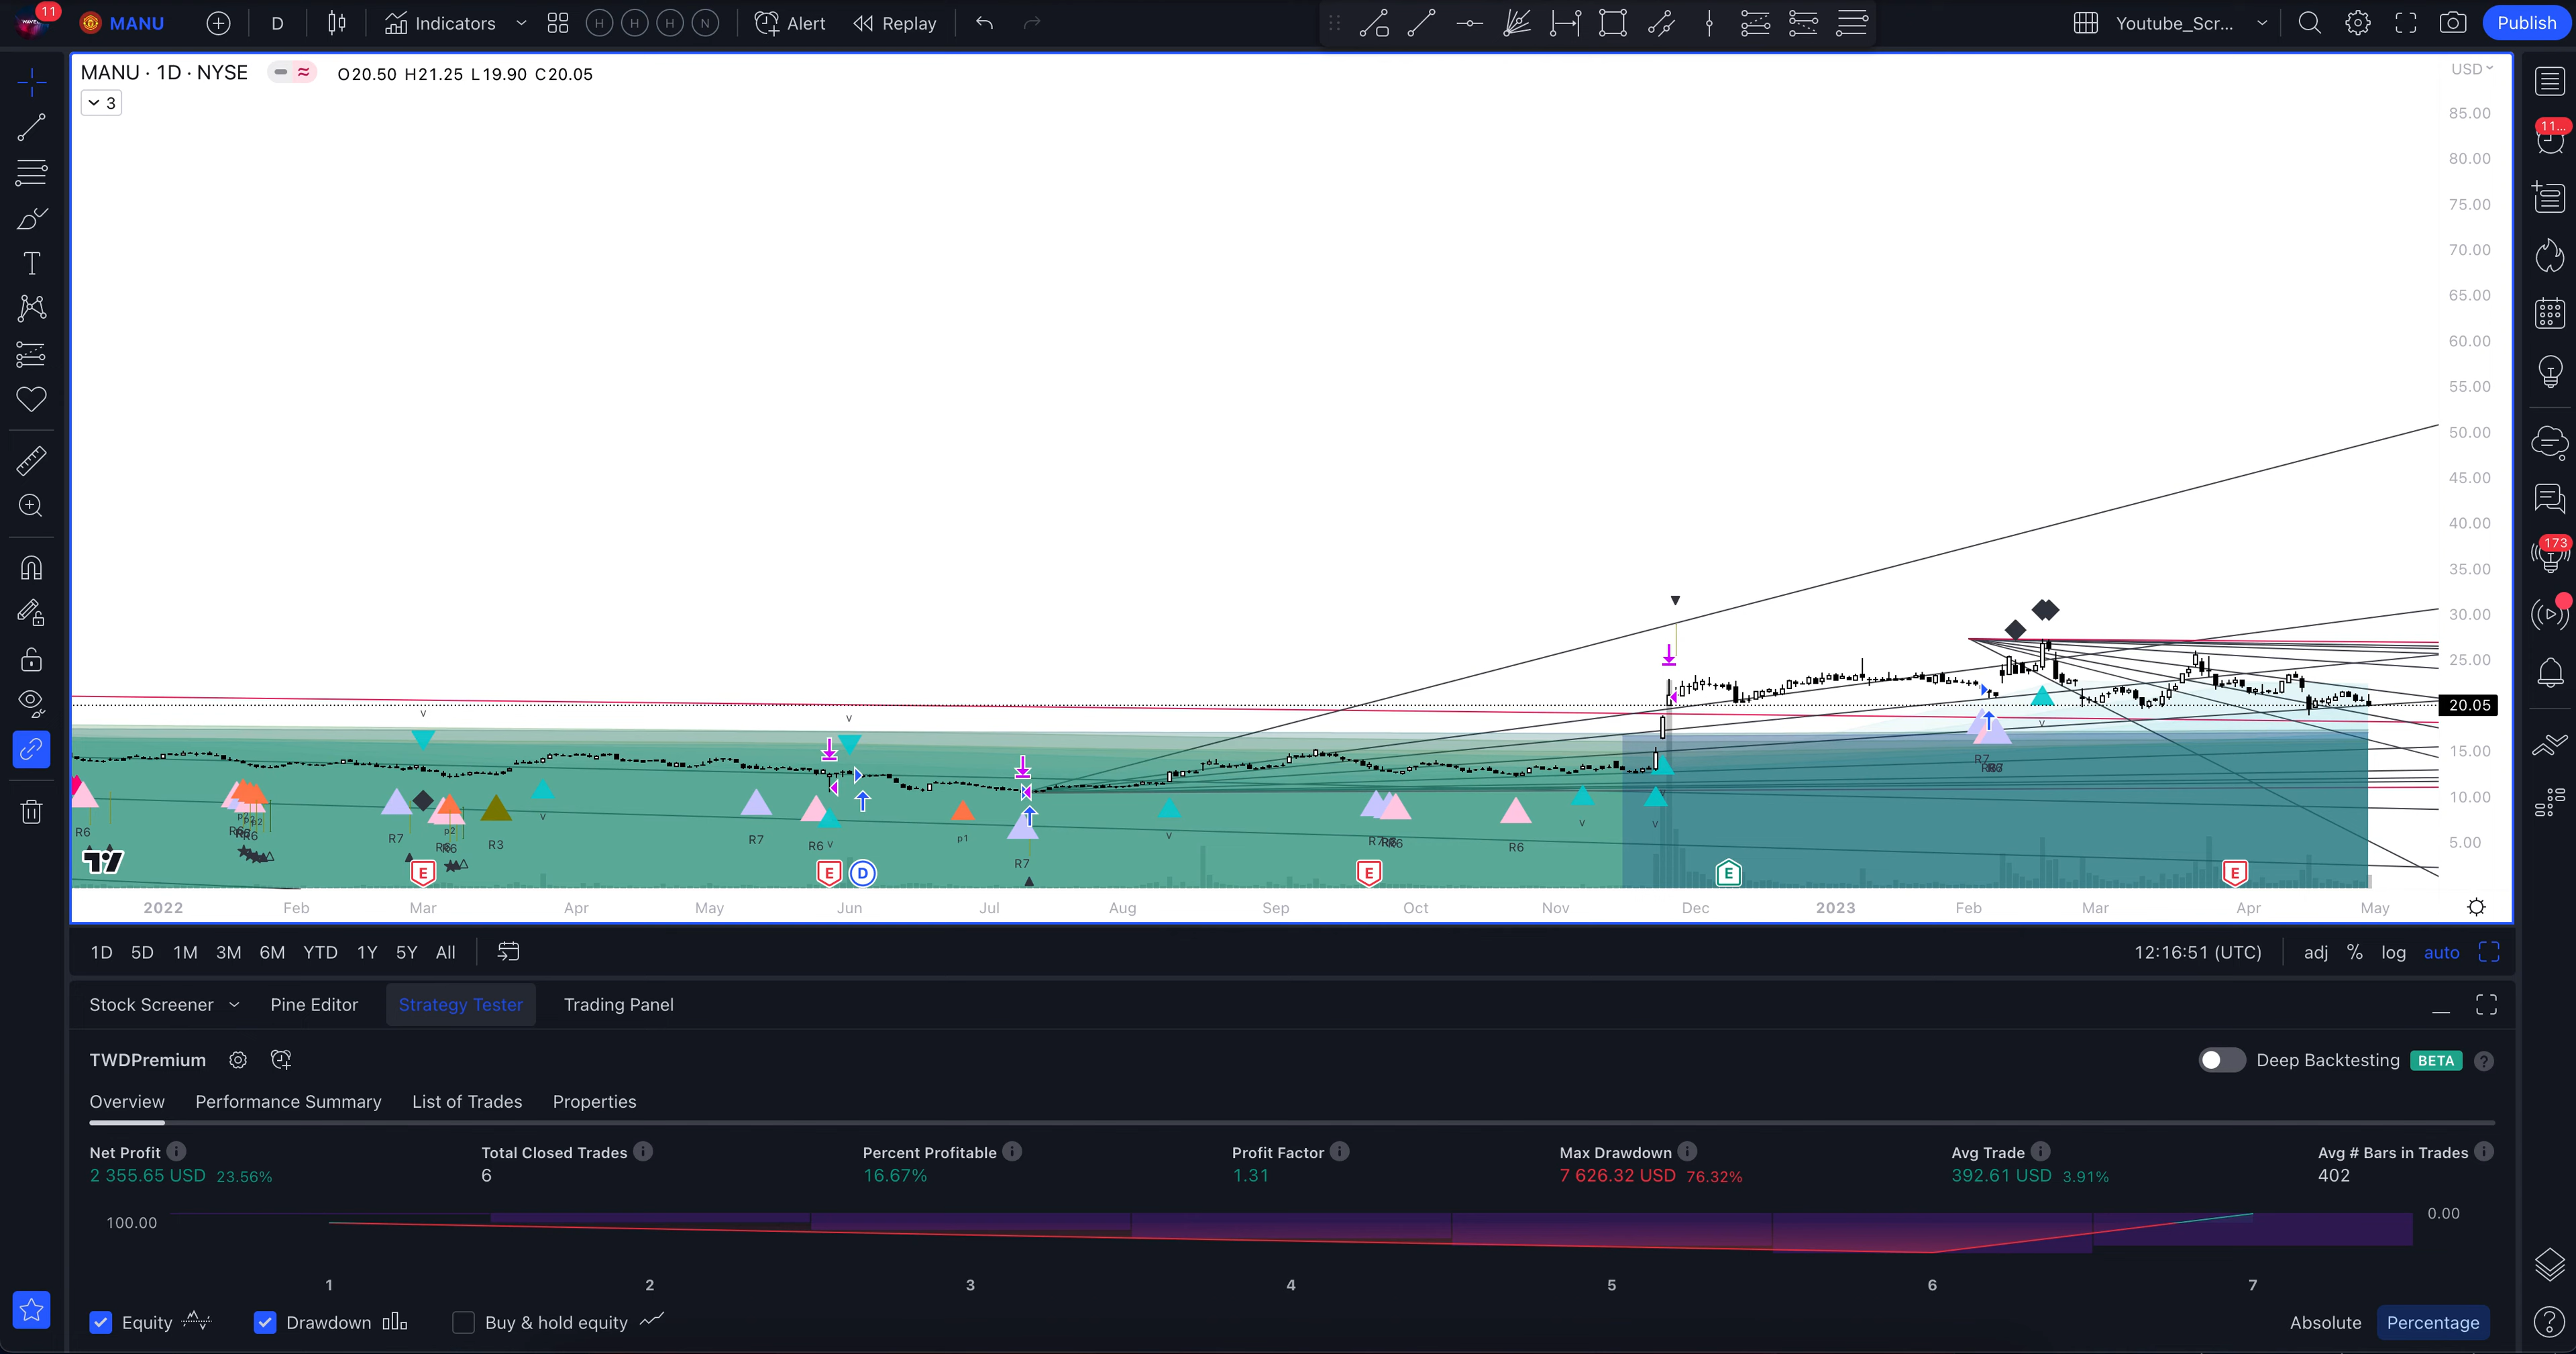 11
MANU
D
Indicators
H
H
H
N
Alert
Replay
Youtube_Scr...
Publish
MANU · 1D · NYSE
O20.50 H21.25 L19.90 C20.05
3
USD
85.00
80.00
75.00
70.00
65.00
60.00
55.00
50.00
45.00
40.00
35.00
30.00
25.00
20.05
15.00
10.00
5.00
11...
173
v
v
v
v
v
v
v
v
R6
p2
R6
R7
p2
R6
R3
R7
R6
p1
R7
R7
R6
R6
R7
E
E
D
E
E
E
2022
Feb
Mar
Apr
May
Jun
Jul
Aug
Sep
Oct
Nov
Dec
2023
Feb
Mar
Apr
May
1D 5D 1M 3M 6M YTD 1Y 5Y All
12:16:51 (UTC)
adj % log auto
Stock Screener
Pine Editor
Strategy Tester
Trading Panel
TWDPremium
Deep Backtesting BETA ?
Overview
Performance Summary
List of Trades
Properties
Net Profit
Total Closed Trades
Percent Profitable
Profit Factor
Max Drawdown
Avg Trade
Avg # Bars in Trades
2 355.65 USD 23.56%
6
16.67%
1.31
7 626.32 USD 76.32%
392.61 USD 3.91%
402
100.00
0.00
1
2
3
4
5
6
7
Equity
Drawdown
Buy & hold equity
Absolute
Percentage